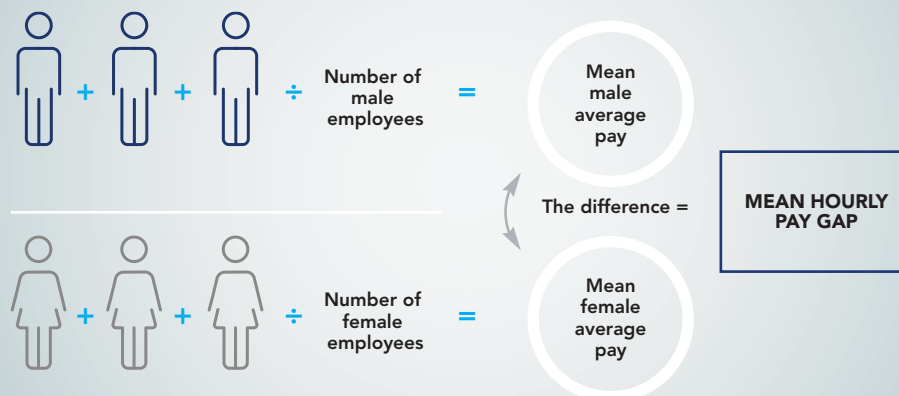 + + ÷ Number of
male
employees
=
Mean
male
average
pay
The difference =
MEAN HOURLY
PAY GAP
+ + ÷ Number of
female
employees
=
Mean
female
average
pay